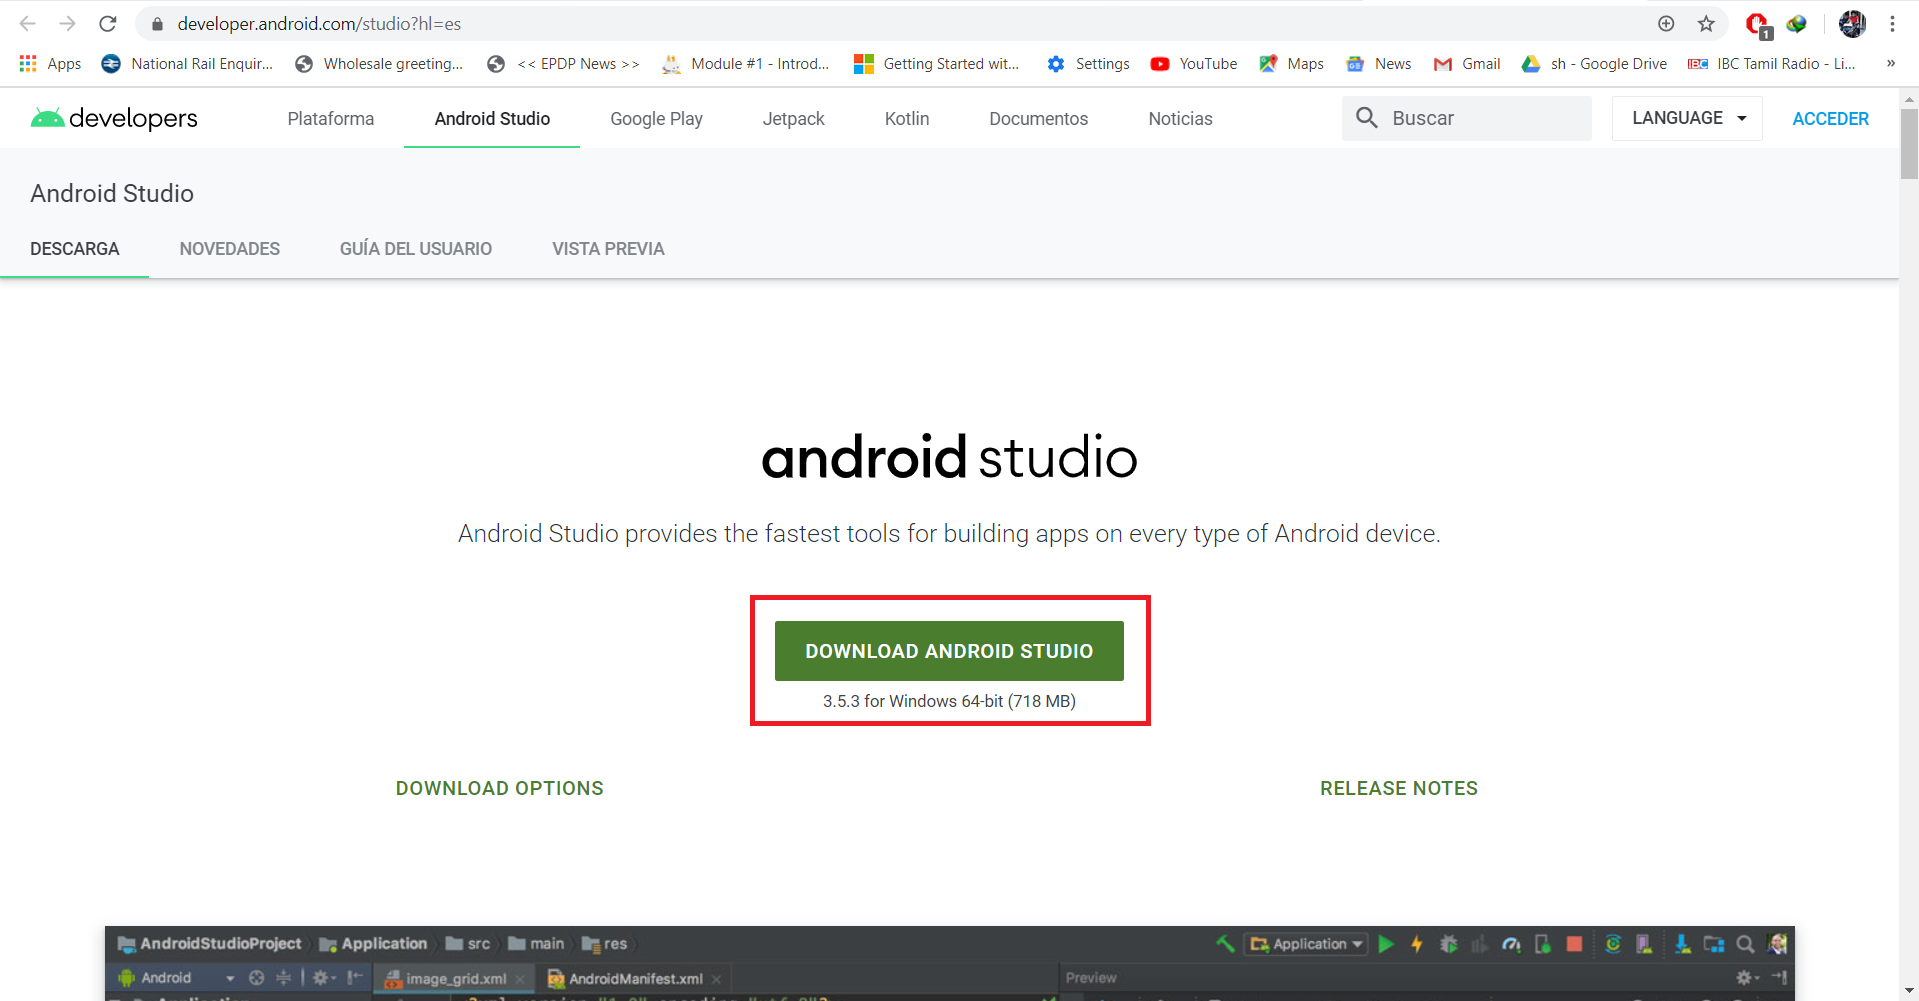 developer.android.com/studio?hl=es
1
Apps National Rail Enquir... Wholesale greeting... << EPDP News >> Module #1 - Introd... Getting Started wit... Settings YouTube Maps News Gmail sh - Google Drive IBC IBC Tamil Radio - Li... »
developers Plataforma Android Studio Google Play Jetpack Kotlin Documentos Noticias Buscar LANGUAGE ACCEDER
Android Studio
DESCARGA NOVEDADES GUÍA DEL USUARIO VISTA PREVIA
android studio
Android Studio provides the fastest tools for building apps on every type of Android device.
DOWNLOAD ANDROID STUDIO
3.5.3 for Windows 64-bit (718 MB)
DOWNLOAD OPTIONS RELEASE NOTES
AndroidStudioProject Application src main res Application
Android image_grid.xml AndroidManifest.xml Preview